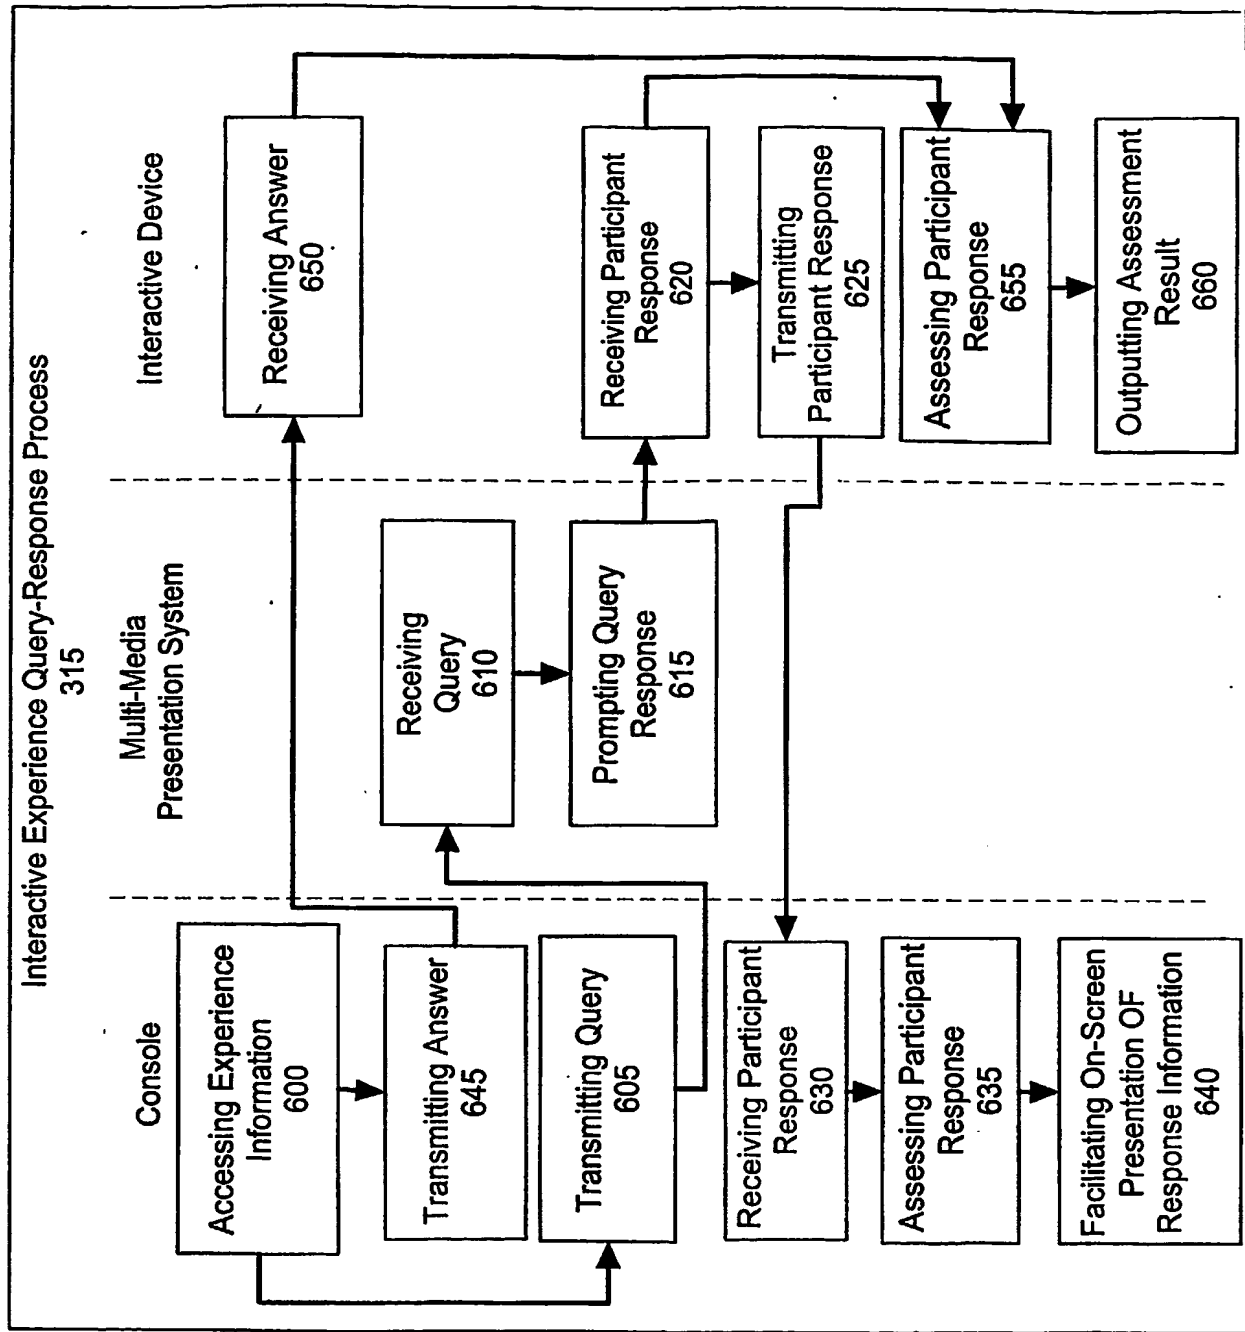 Interactive Experience Query-Response Process
315
Console
Multi-Media
Presentation System
Interactive Device
Accessing Experience
Information
600
Transmitting Answer
645
Transmitting Query
605
Receiving Participant
Response
630
Assessing Participant
Response
635
Facilitating On-Screen
Presentation OF
Response Information
640
Receiving
Query
610
Prompting Query
Response
615
Receiving Answer
650
Receiving Participant
Response
620
Transmitting
Participant Response
625
Assessing Participant
Response
655
Outputting Assessment
Result
660